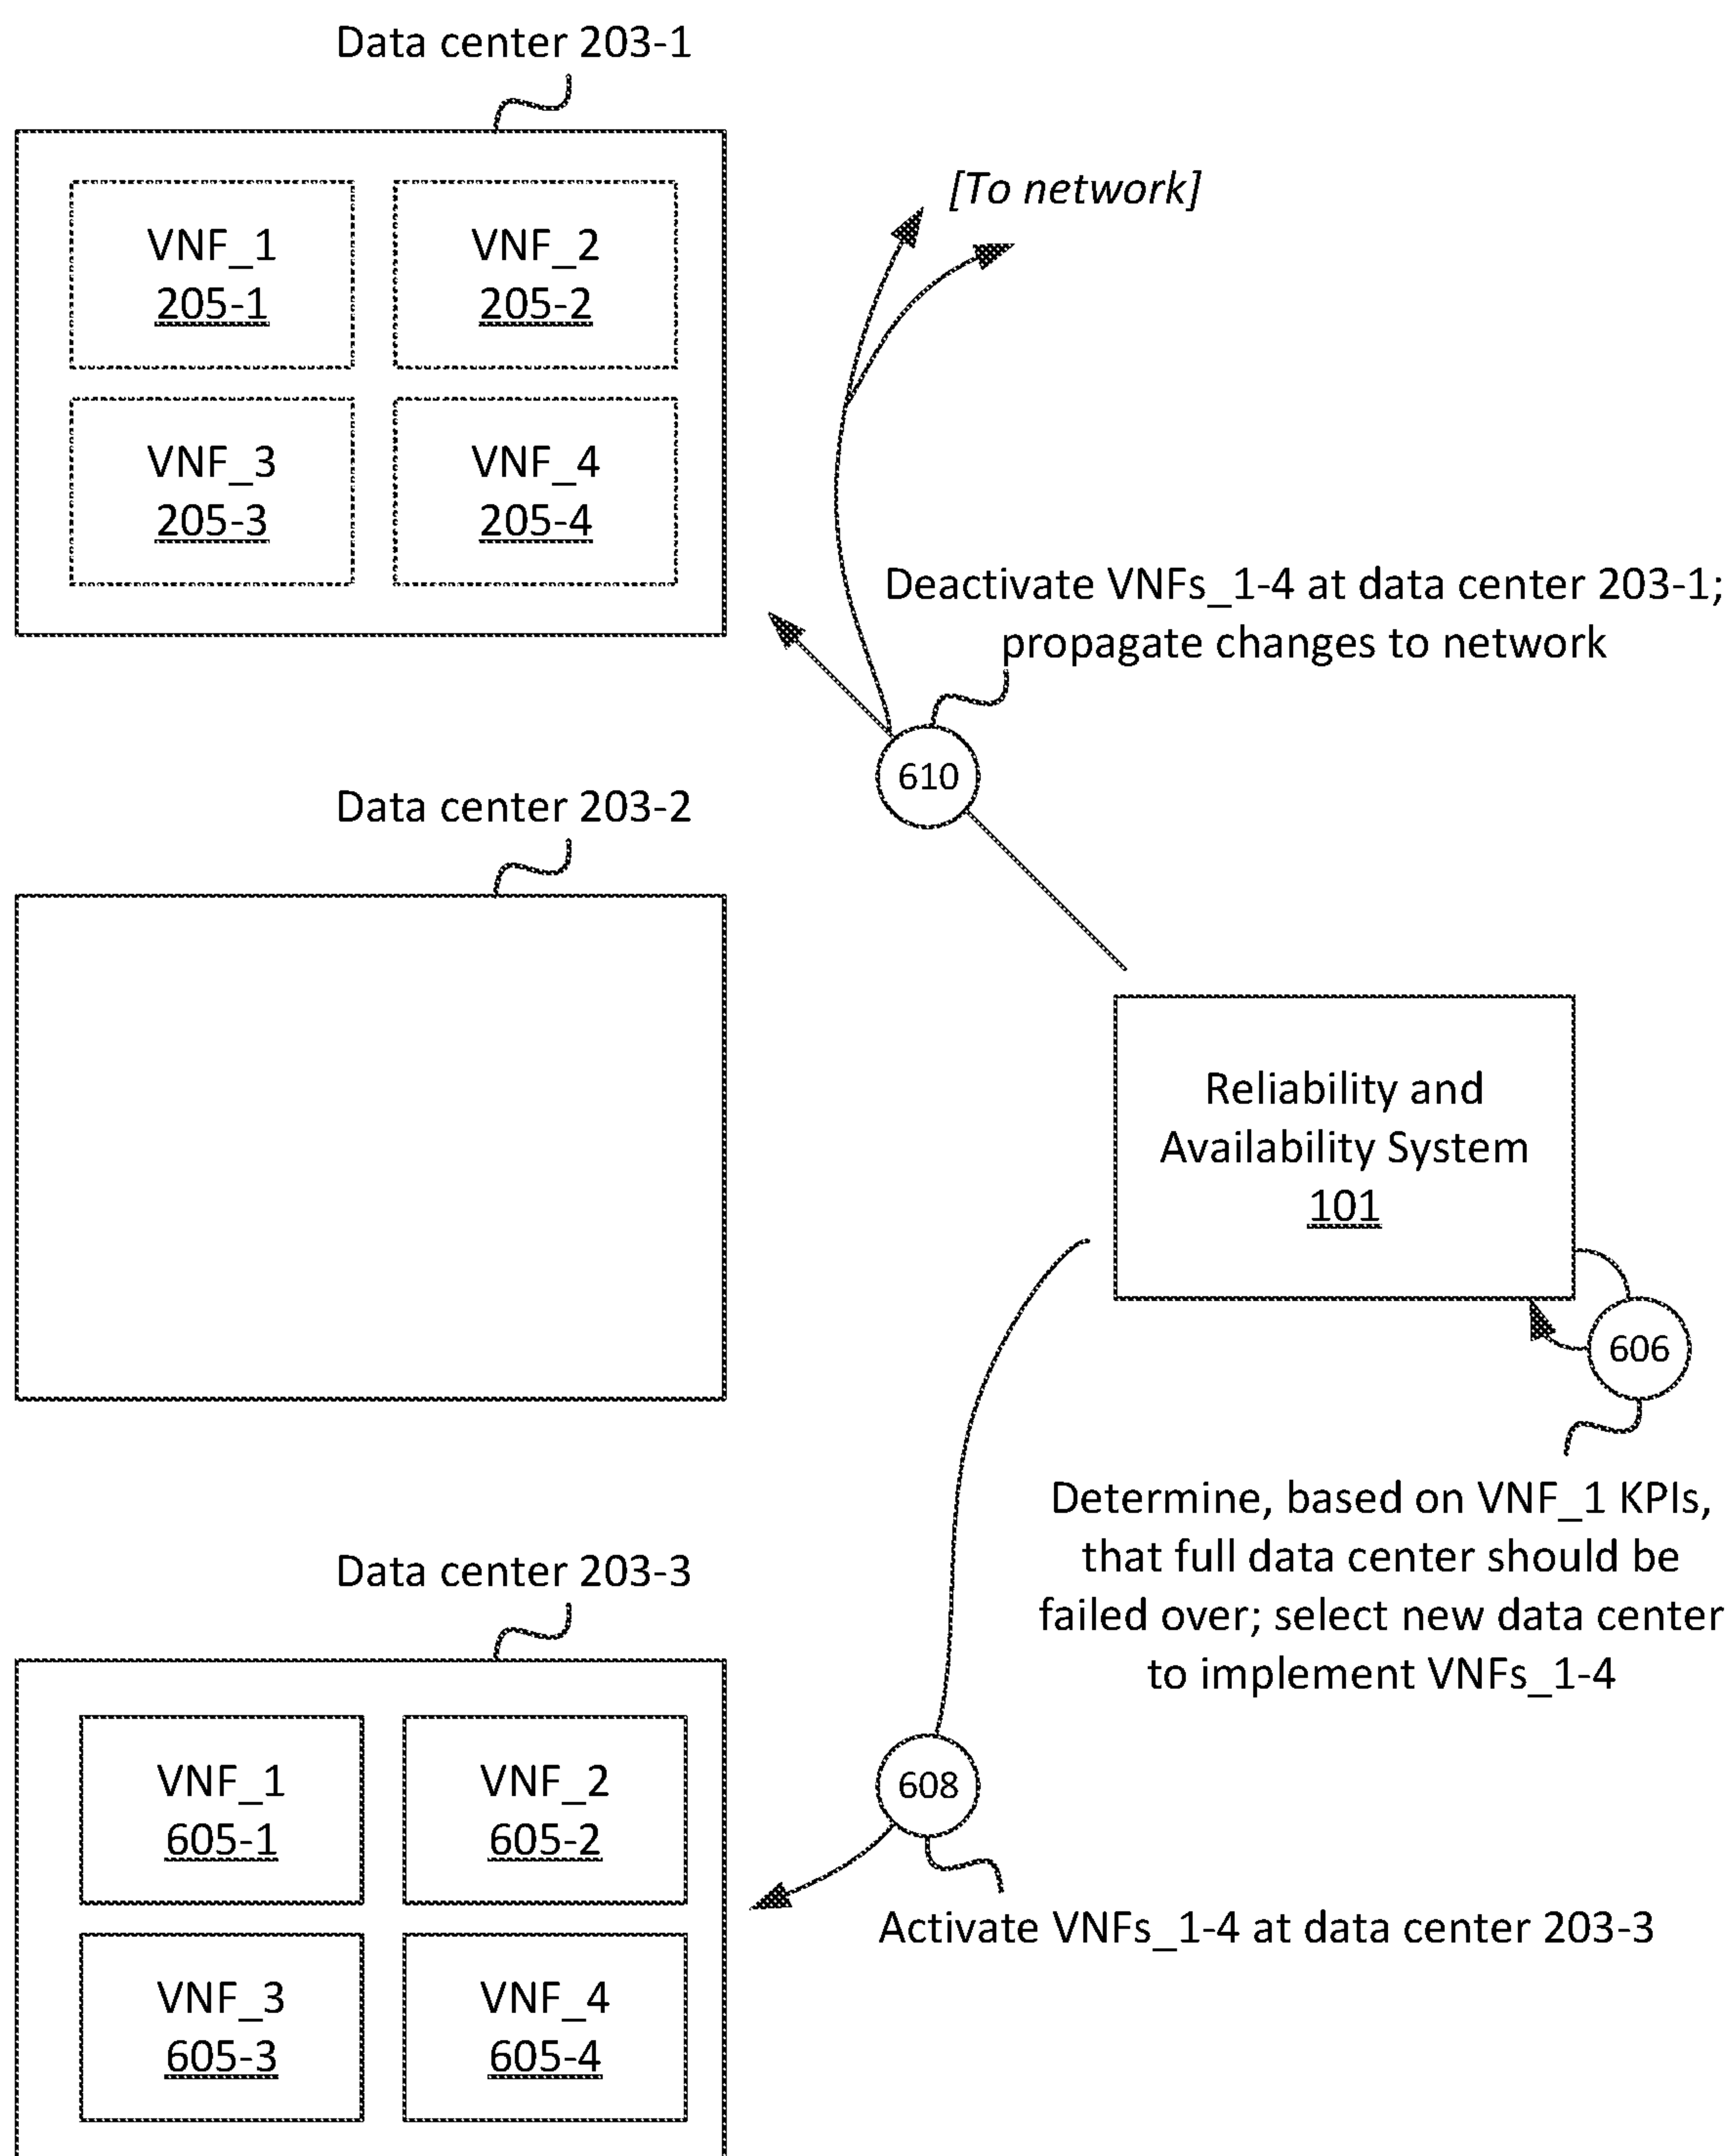 Data center 203-1
VNF_1
205-1
VNF_2
205-2
VNF_3
205-3
VNF_4
205-4
[To network]
Deactivate VNFs_1-4 at data center 203-1;
propagate changes to network
610
Data center 203-2
Reliability and
Availability System
101
606
Determine, based on VNF_1 KPIs,
that full data center should be
failed over; select new data center
to implement VNFs_1-4
Data center 203-3
VNF_1
605-1
VNF_2
605-2
VNF_3
605-3
VNF_4
605-4
608
Activate VNFs_1-4 at data center 203-3